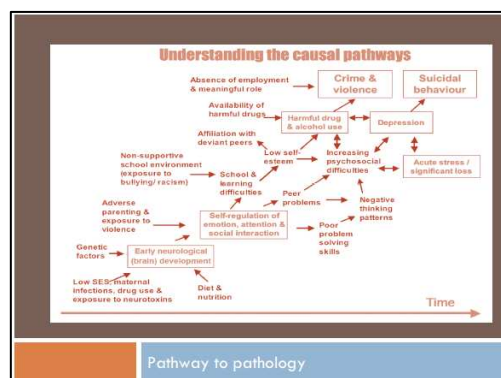 Understanding the causal pathways
Absence of employment
& meaningful role
Crime &
violence
Suicidal
behaviour
Availability of
harmful drugs
Harmful drug
& alcohol use
Depression
Affiliation with
deviant peers
Low self-
esteem
Increasing
psychosocial
difficulties
Acute stress /
significant loss
Non-supportive
school environment
(exposure to
bullying/ racism)
School &
learning
difficulties
Peer
problems
Negative
thinking
patterns
Adverse
parenting &
exposure to
violence
Self-regulation of
emotion, attention &
social interaction
Poor
problem
solving
skills
Genetic
factors
Early neurological
(brain) development
Low SES, maternal
infections, drug use &
exposure to neurotoxins
Diet &
nutrition
Time
Pathway to pathology